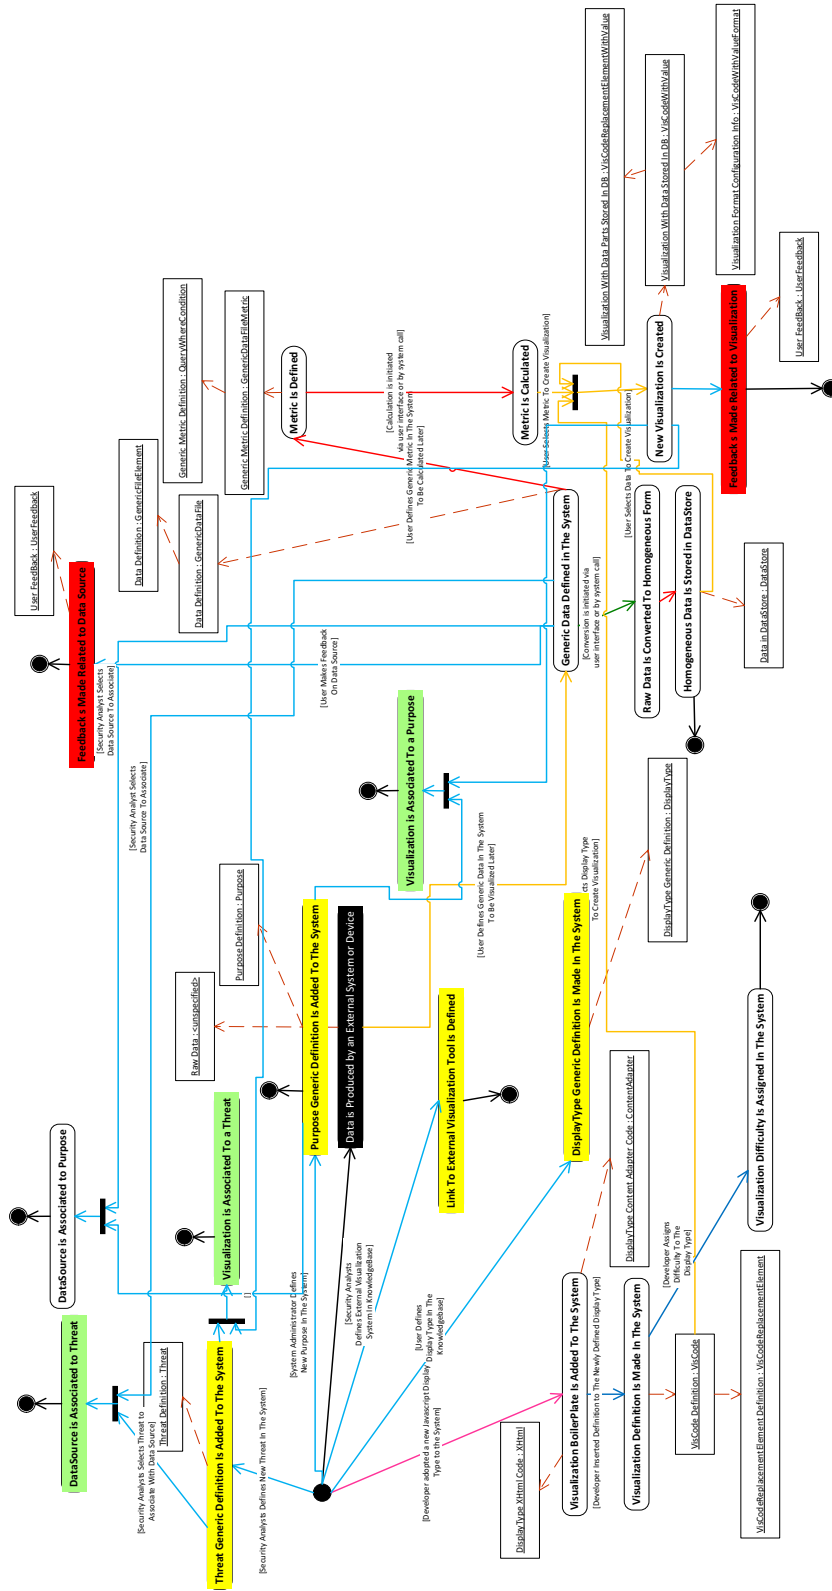 User FeedBack : UserFeedback
Feedback s Made Related to Data Source
[Security Analyst Selects
Data Source To Associate]
[Security Analyst Selects
Data Source To Associate]
[User Makes Feedback
On Data Source]
DataSource is Associated to Purpose
DataSource is Associated to Threat
[Security Analysts Selects Threat to
Associate With Data Source]
Threat Definition : Threat
Threat Generic Definition Is Added To The System
[Security Analysts Defines New Threat In The System]
Visualization is Associated To a Threat
[]
Raw Data : <unspecified>
Purpose Definition : Purpose
Purpose Generic Definition Is Added To The System
Data is Produced by an External System or Device
[System Administrator Defines
New Purpose In The System]
[Security Analysts
Defines External Visualization
System In KnowledgeBase]
[User Defines
Display Type In The
Knowledgebase]
[Developer adopted a new Javascript Display
Type to the System]
Link To External Visualization Tool Is Defined
Visualization is Associated To a Purpose
[User Defines Generic Data In The System
To Be Visualized Later]
Data Definition : GenericFileElement
Data Definition : GenericDataFile
Generic Metric Definition : QueryWhereCondition
Generic Metric Definition : GenericDataFileMetric
Metric Is Defined
[Calculation is initiated
via user interface or by system call]
[User Defines Generic Metric In The System
To Be Calculated Later]
Metric Is Calculated
[User Selects Metric To Create Visualization]
Generic Data Defined in The System
[Conversion is initiated via
user interface or by system call]
[User Selects Data To Create Visualization]
Raw Data Is Converted To Homogeneous Form
Homogeneous Data Is Stored in DataStore
Data in DataStore : DataStore
New Visualization Is Created
Visualization With Data Parts Stored In DB : VisCodeReplacementElementWithValue
Visualization With Data Stored In DB : VisCodeWithValue
Visualization Format Configuration Info : VisCodeWithValueFormat
Feedback s Made Related to Visualization
User FeedBack : UserFeedback
DisplayType Generic Definition Is Made In The System
Display Type
To Create Visualization]
DisplayType Generic Definition : DisplayType
DisplayType XHtml Code : XHtml
Visualization BoilerPlate Is Added To The System
DisplayType Content Adapter Code : ContentAdapter
[Developer Inserted Definition to The Newly Defined Display Type]
Visualization Definition Is Made In The System
[Developer Assigns
Difficulty To The
Display Type]
VisCode Definition : VisCode
VisCodeReplacementElement Definition : VisCodeReplacementElement
Visualization Difficulty Is Assigned In The System